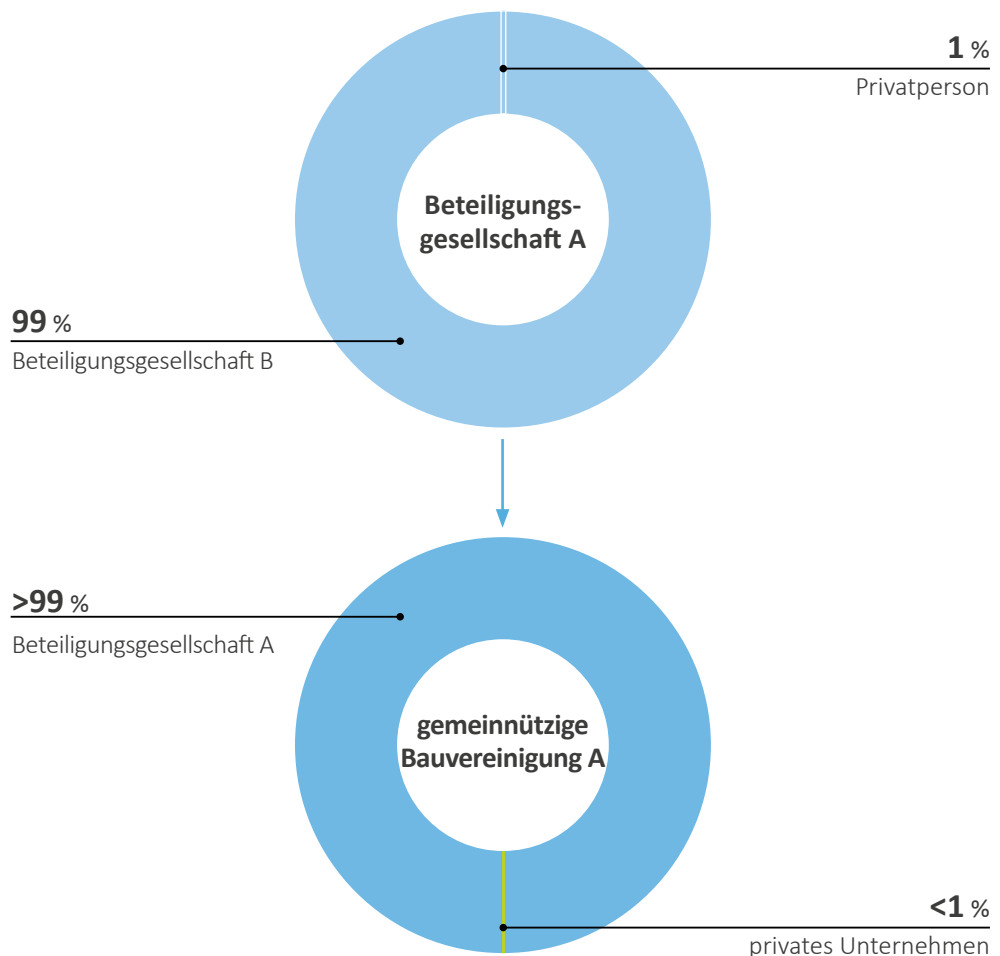 1 %
Privatperson
Beteiligungs-
gesellschaft A
99 %
Beteiligungsgesellschaft B
>99 %
Beteiligungsgesellschaft A
gemeinnützige
Bauvereinigung A
<1 %
privates Unternehmen